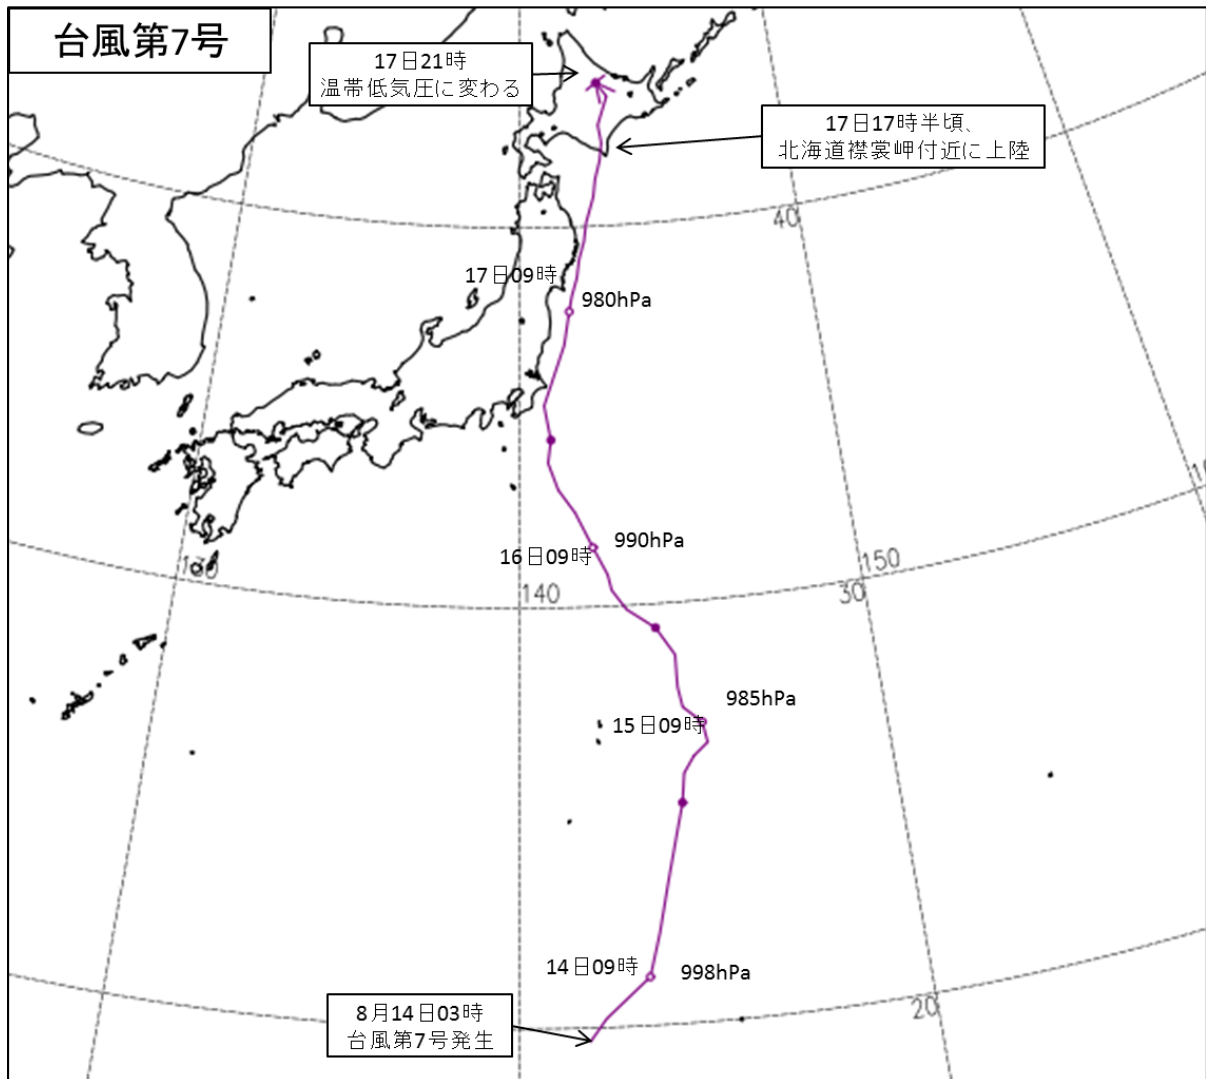 台風第7号
17日21時
温帯低気圧に変わる
17日17時半頃、
北海道襟裳岬付近に上陸
40
17日09時
980hPa
990hPa
16日09時
130
140
150
30
985hPa
15日09時
14日09時
998hPa
8月14日03時
台風第7号発生
20